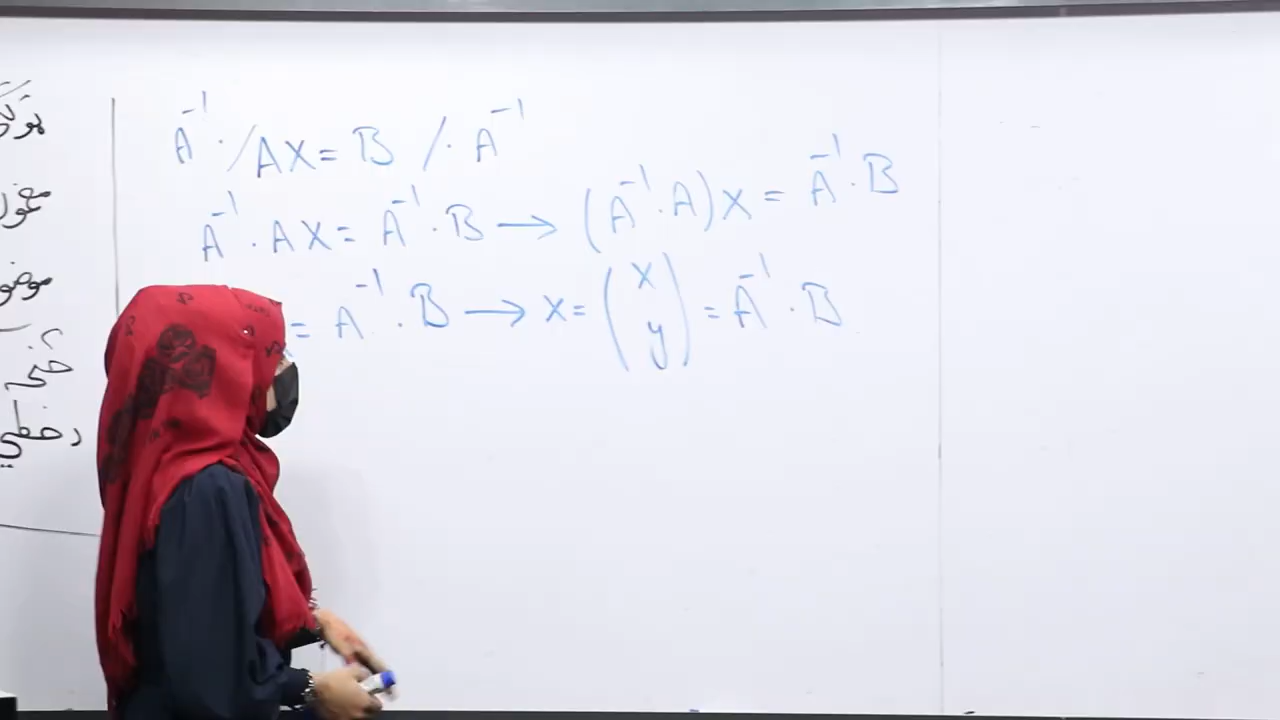 A⁻¹ · / AX = B / · A⁻¹
A⁻¹ · AX = A⁻¹ · B → (A⁻¹ · A)X = A⁻¹ · B
= A⁻¹ · B → X = (x y) = A⁻¹ · B